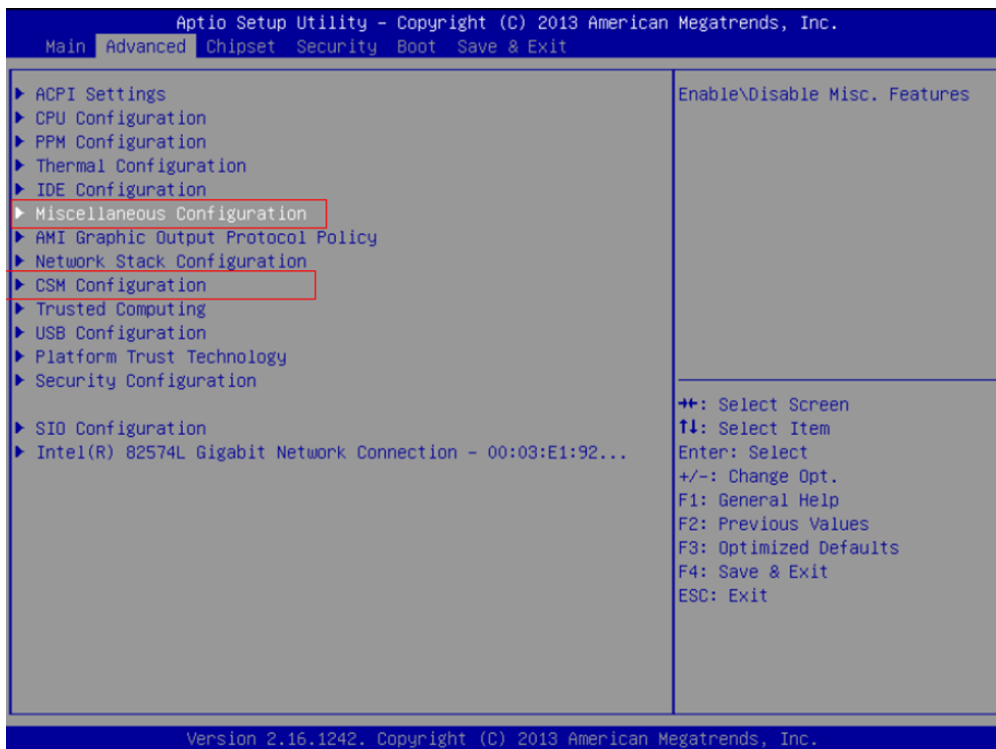 Aptio Setup Utility – Copyright (C) 2013 American Megatrends, Inc.
Main Advanced Chipset Security Boot Save & Exit
ACPI Settings
CPU Configuration
PPM Configuration
Thermal Configuration
IDE Configuration
Miscellaneous Configuration
AMI Graphic Output Protocol Policy
Network Stack Configuration
CSM Configuration
Trusted Computing
USB Configuration
Platform Trust Technology
Security Configuration
SIO Configuration
Intel(R) 82574L Gigabit Network Connection – 00:03:E1:92...
Enable\Disable Misc. Features
→←: Select Screen
↑↓: Select Item
Enter: Select
+/-: Change Opt.
F1: General Help
F2: Previous Values
F3: Optimized Defaults
F4: Save & Exit
ESC: Exit
Version 2.16.1242. Copyright (C) 2013 American Megatrends, Inc.